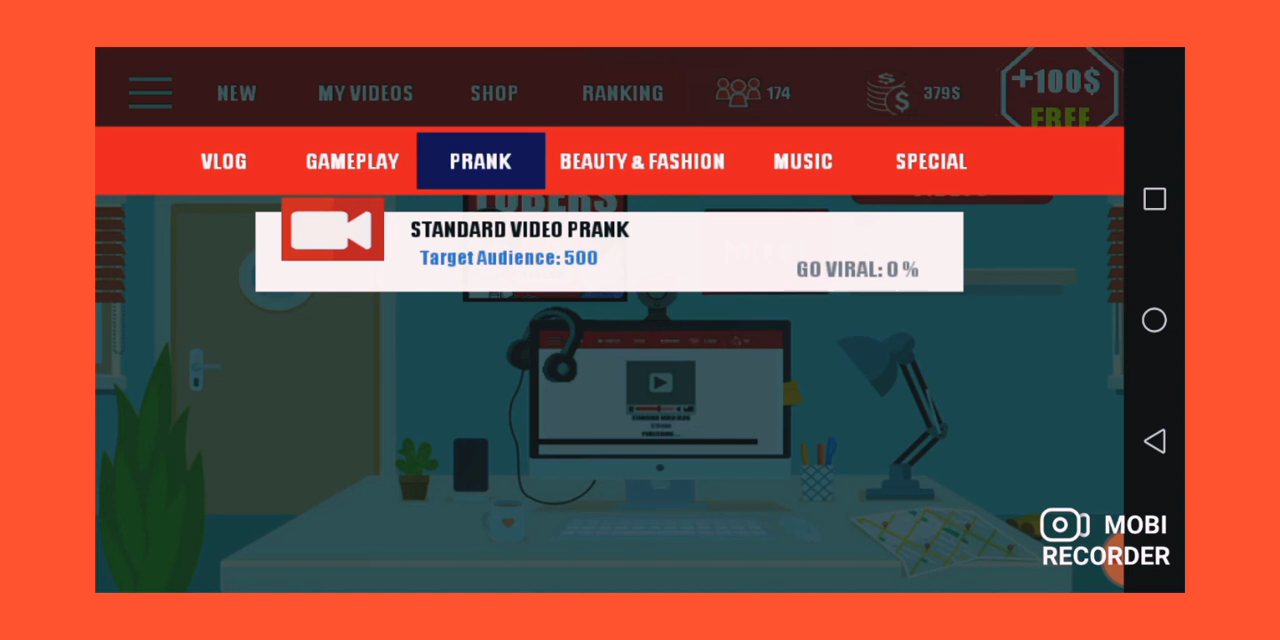 NEW MY VIDEOS SHOP RANKING 174 379$ +100$
FREE
VLOG GAMEPLAY PRANK BEAUTY & FASHION MUSIC SPECIAL
TUBERS
STANDARD VIDEO PRANK
Target Audience: 500
GO VIRAL: 0 %
MOBI
RECORDER